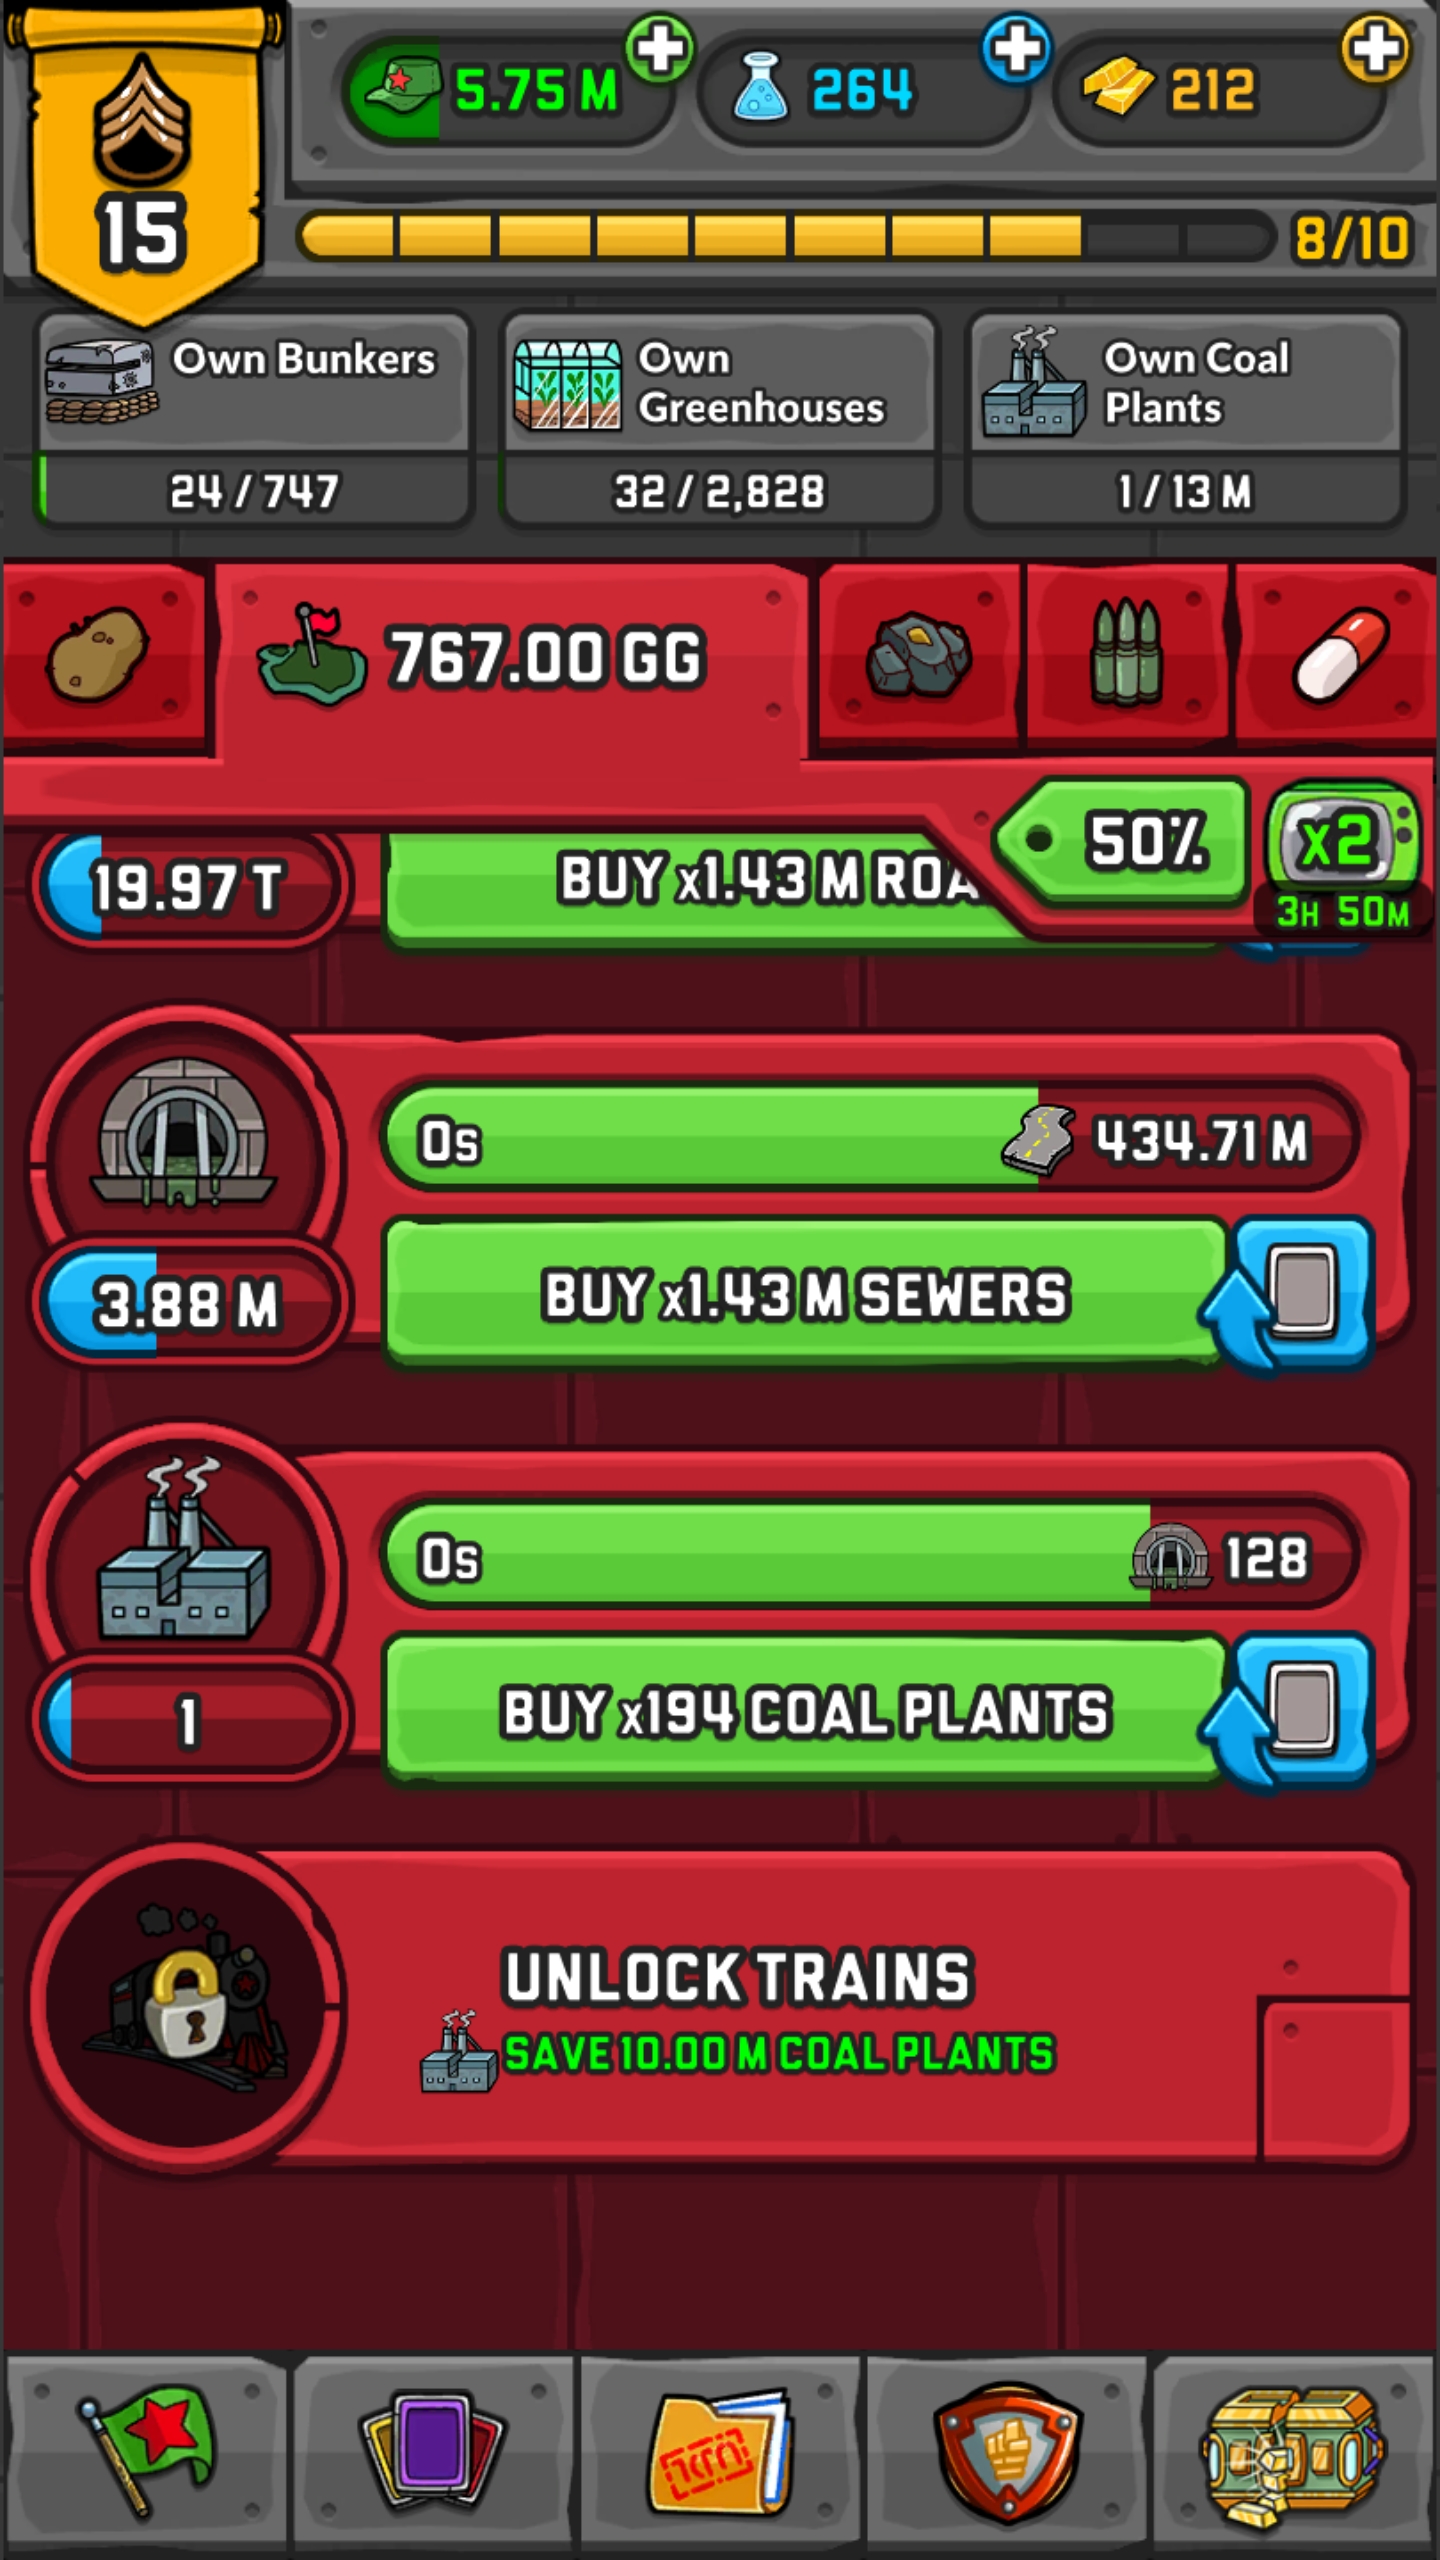 5.75 M
264
212
15
8/10
Own Bunkers
24 / 747
Own
Greenhouses
32 / 2,828
Own Coal
Plants
1 / 13 M
767.00 GG
50%
x2
3H 50M
19.97 T
BUY x1.43 M ROA
0s
434.71 M
3.88 M
BUY x1.43 M SEWERS
0s
128
1
BUY x194 COAL PLANTS
UNLOCK TRAINS
SAVE 10.00 M COAL PLANTS